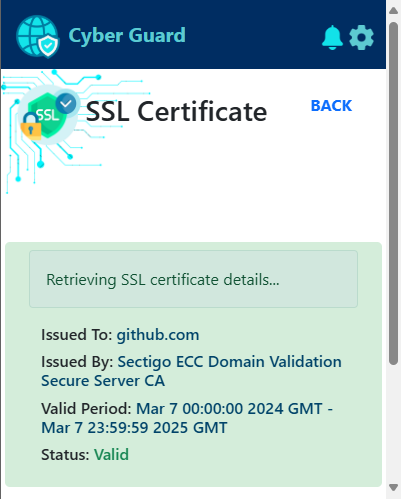 Cyber Guard
SSL
SSL Certificate
BACK
Retrieving SSL certificate details...
Issued To: github.com
Issued By: Sectigo ECC Domain Validation
Secure Server CA
Valid Period: Mar 7 00:00:00 2024 GMT -
Mar 7 23:59:59 2025 GMT
Status: Valid